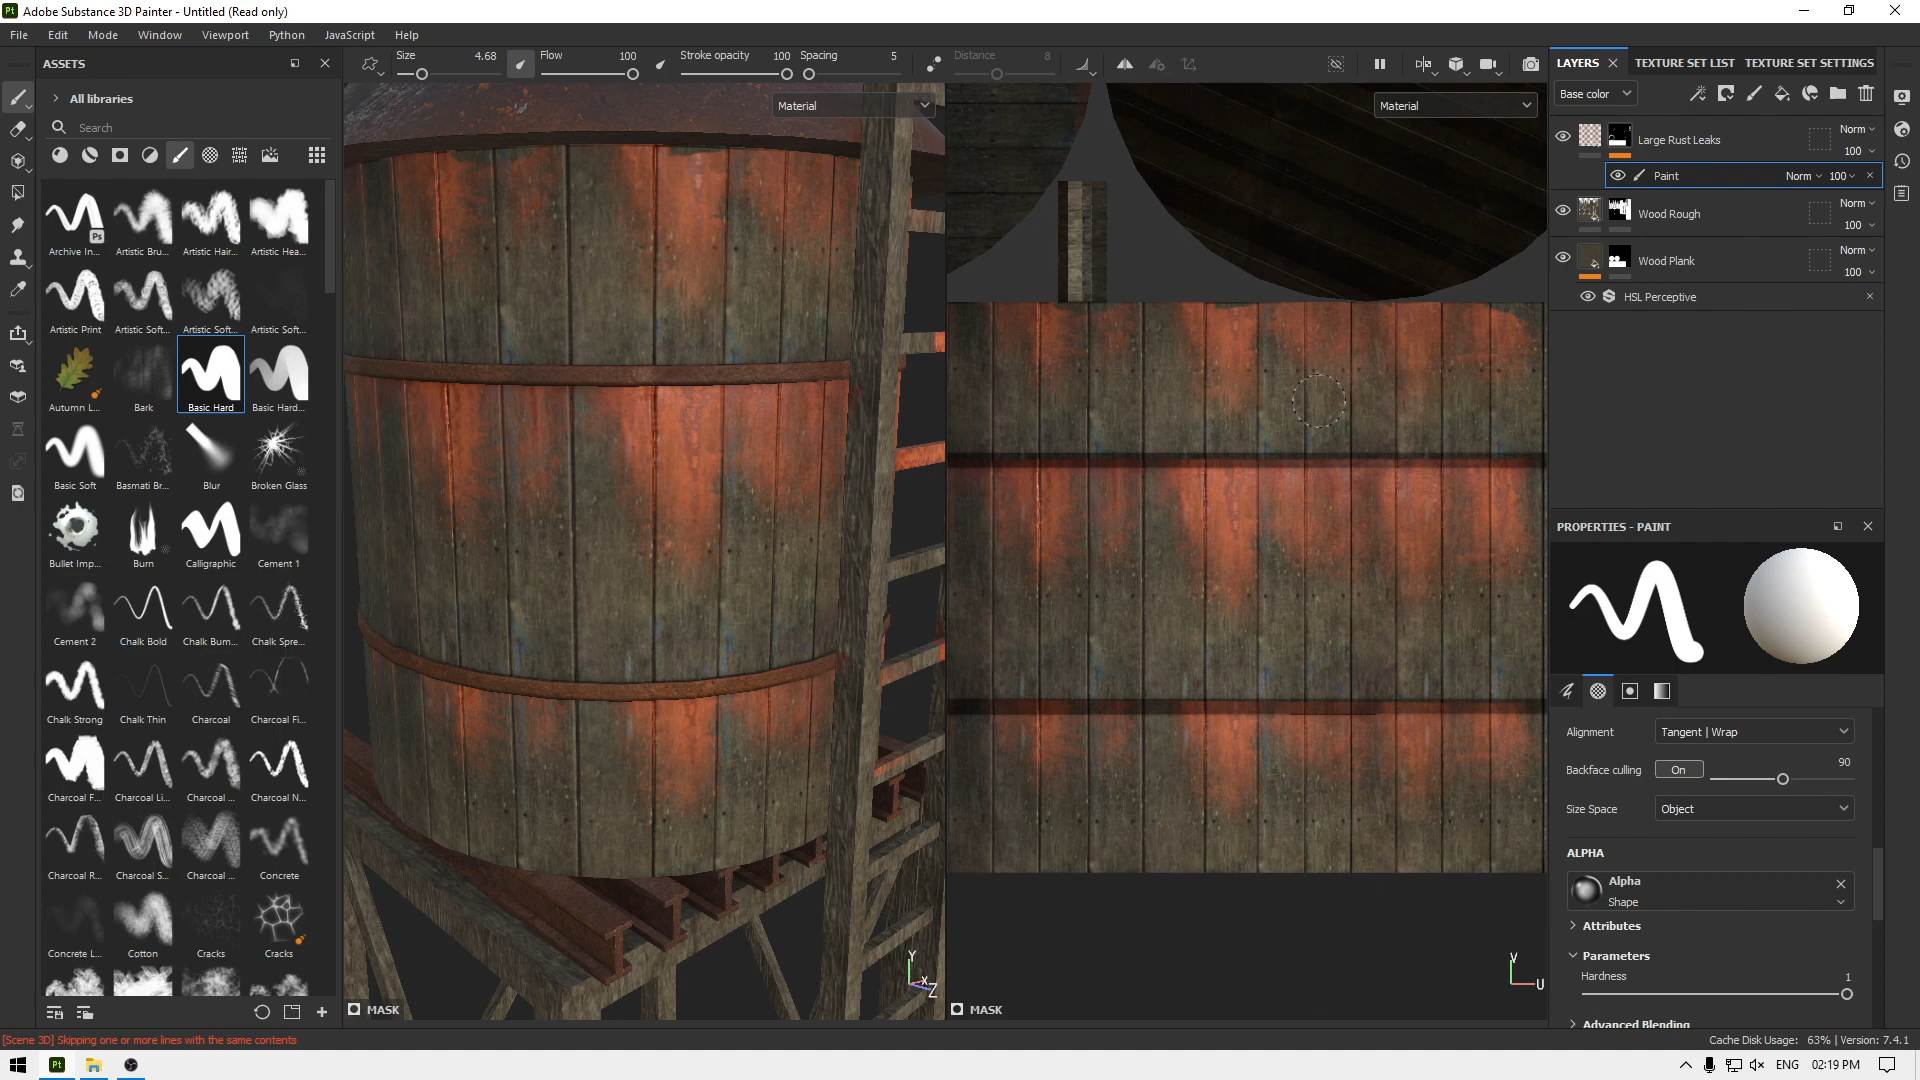 Adobe Substance 3D Painter - Untitled (Read only)
File Edit Mode Window Viewport Python JavaScript Help
ASSETS
Size 4.68 Flow 100 Stroke opacity 100 Spacing 5 Distance 8
LAYERS TEXTURE SET LIST TEXTURE SET SETTINGS
All libraries
Search
Material
Material
Base color
Large Rust Leaks Norm 100
Paint Norm 100
Wood Rough Norm 100
Wood Plank Norm 100
HSL Perceptive
Archive In... Artistic Bru... Artistic Hair... Artistic Hea...
Artistic Print Artistic Soft... Artistic Soft... Artistic Soft...
Autumn L... Bark Basic Hard Basic Hard...
Basic Soft Basmati Br... Blur Broken Glass
Bullet Imp... Burn Calligraphic Cement 1
Cement 2 Chalk Bold Chalk Bum... Chalk Spre...
Chalk Strong Chalk Thin Charcoal Charcoal Fi...
Charcoal F... Charcoal Li... Charcoal ... Charcoal N...
Charcoal R... Charcoal S... Charcoal ... Concrete
Concrete L... Cotton Cracks Cracks
PROPERTIES - PAINT
Alignment Tangent | Wrap
Backface culling On 90
Size Space Object
ALPHA
Alpha
Shape
Attributes
Parameters
Hardness 1
Advanced Blending
MASK
MASK
Y X Z
V U
[Scene 3D] Skipping one or more lines with the same contents
Cache Disk Usage: 63% | Version: 7.4.1
ENG 02:19 PM